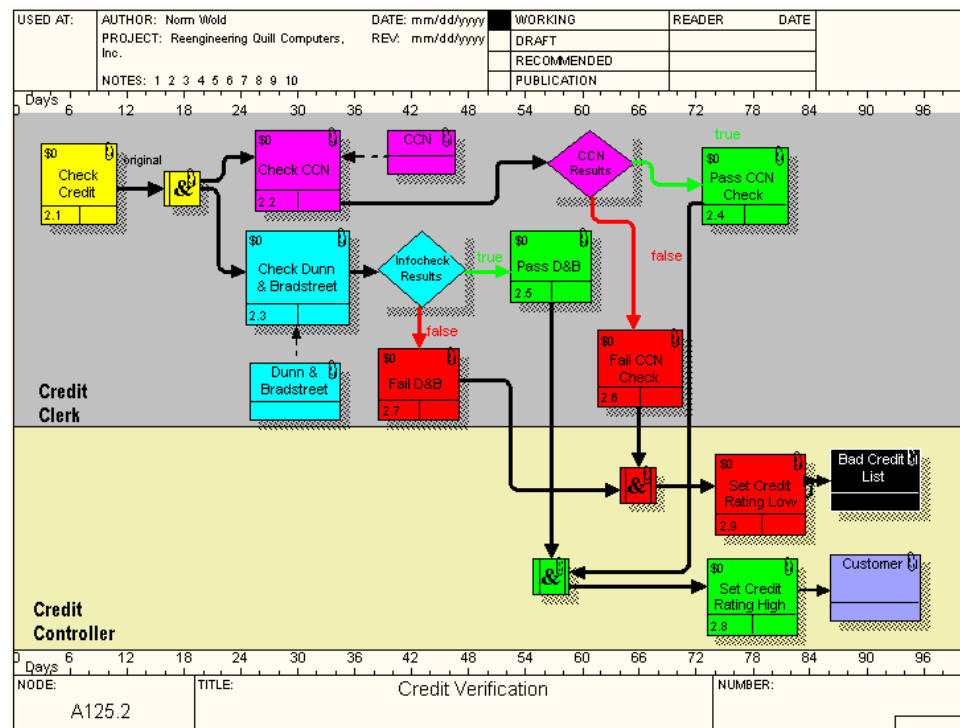 USED AT:
AUTHOR: Norm Wold
DATE: mm/dd/yyyy
PROJECT: Reengineering Quill Computers, Inc.
REV: mm/dd/yyyy
NOTES: 1 2 3 4 5 6 7 8 9 10
WORKING
DRAFT
RECOMMENDED
PUBLICATION
READER DATE
Days
0 6 12 18 24 30 36 42 48 54 60 66 72 78 84 90 96
$0
Check
Credit
2.1
original
&
$0
Check CCN
2.2
CCN
CCN
Results
true
false
$0
Pass CCN
Check
2.4
$0
Check Dunn
& Bradstreet
2.3
Infocheck
Results
true
false
$0
Pass D&B
2.5
Dunn &
Bradstreet
$0
Fail D&B
2.7
$0
Fail CCN
Check
2.6
Credit
Clerk
&
$0
Set Credit
Rating Low
2.9
Bad Credit
List
&
$0
Set Credit
Rating High
2.8
Customer
Credit
Controller
0 6 12 18 24 30 36 42 48 54 60 66 72 78 84 90 96
Days
NODE:
A125.2
TITLE:
Credit Verification
NUMBER: